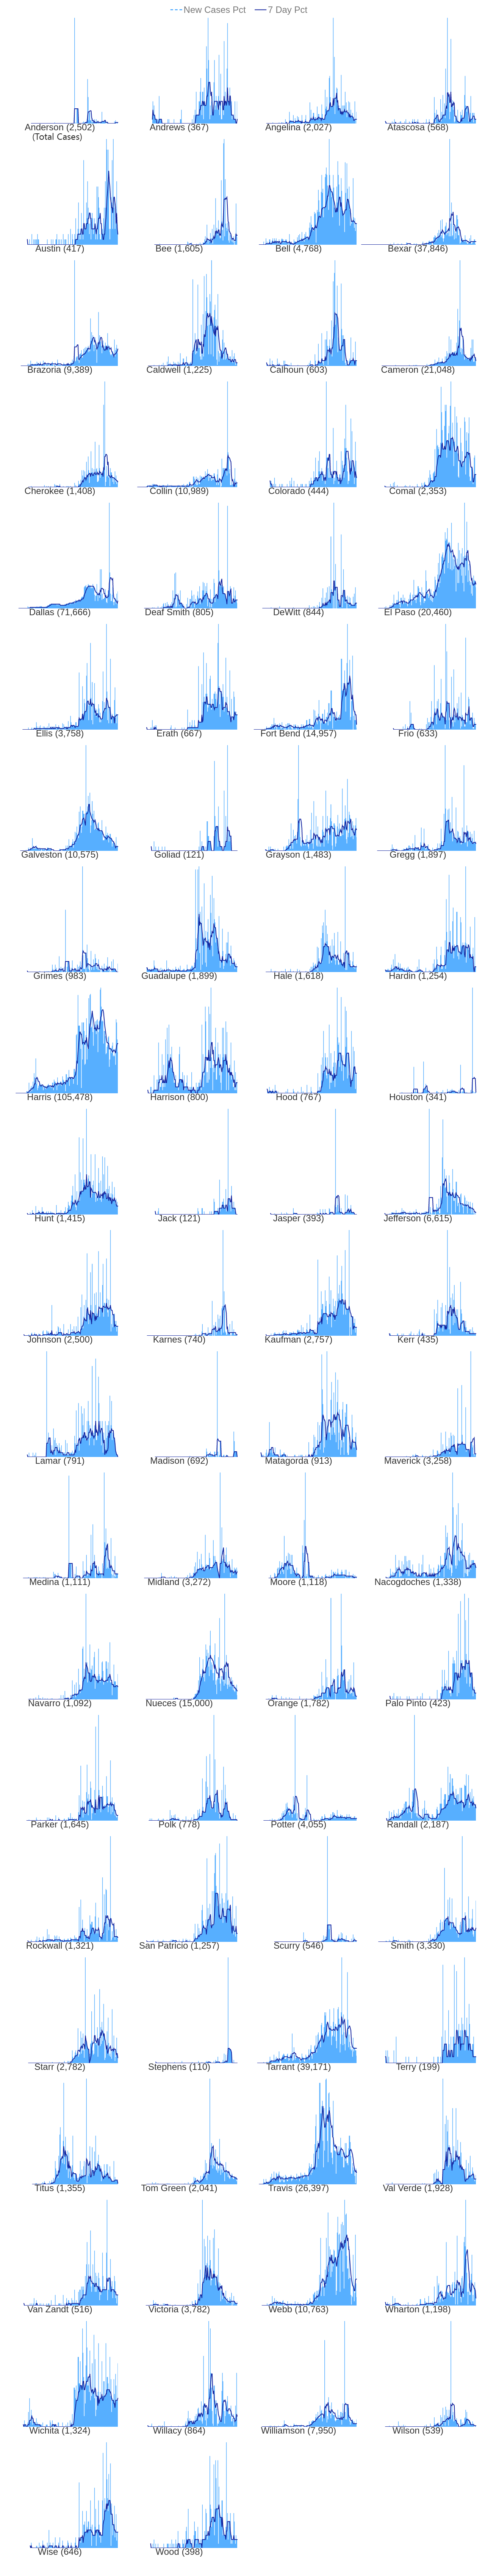 New Cases Pct 7 Day Pct
Anderson (2,502) Andrews (367) Angelina (2,027) Atascosa (568)
(Total Cases)
Austin (417) Bee (1,605) Bell (4,768) Bexar (37,846)
Brazoria (9,389) Caldwell (1,225) Calhoun (603) Cameron (21,048)
Cherokee (1,408) Collin (10,989) Colorado (444) Comal (2,353)
Dallas (71,666) Deaf Smith (805) DeWitt (844) El Paso (20,460)
Ellis (3,758) Erath (667) Fort Bend (14,957) Frio (633)
Galveston (10,575) Goliad (121) Grayson (1,483) Gregg (1,897)
Grimes (983) Guadalupe (1,899) Hale (1,618) Hardin (1,254)
Harris (105,478) Harrison (800) Hood (767) Houston (341)
Hunt (1,415) Jack (121) Jasper (393) Jefferson (6,615)
Johnson (2,500) Karnes (740) Kaufman (2,757) Kerr (435)
Lamar (791) Madison (692) Matagorda (913) Maverick (3,258)
Medina (1,111) Midland (3,272) Moore (1,118) Nacogdoches (1,338)
Navarro (1,092) Nueces (15,000) Orange (1,782) Palo Pinto (423)
Parker (1,645) Polk (778) Potter (4,055) Randall (2,187)
Rockwall (1,321) San Patricio (1,257) Scurry (546) Smith (3,330)
Starr (2,782) Stephens (110) Tarrant (39,171) Terry (199)
Titus (1,355) Tom Green (2,041) Travis (26,397) Val Verde (1,928)
Van Zandt (516) Victoria (3,782) Webb (10,763) Wharton (1,198)
Wichita (1,324) Willacy (864) Williamson (7,950) Wilson (539)
Wise (646) Wood (398)